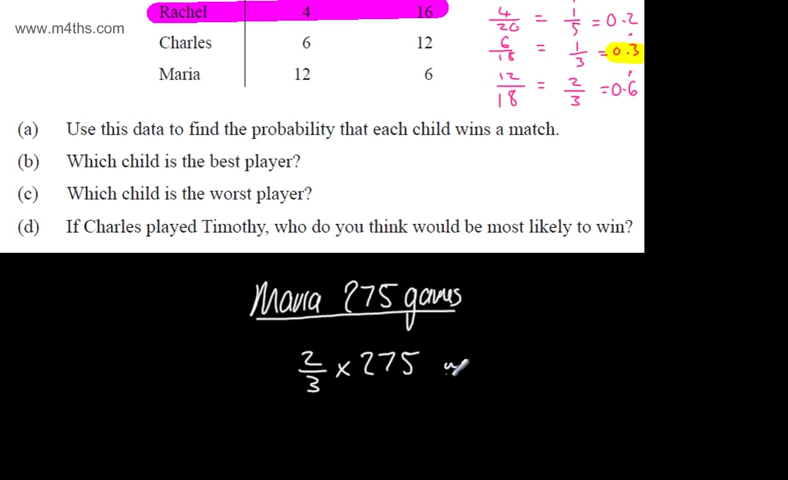 Rachel 4 16 4/20 = 1/5 = 0.2
www.m4ths.com
Charles 6 12 6/18 = 1/3 = 0.3̇
Maria 12 6 12/18 = 2/3 = 0.6̇
(a) Use this data to find the probability that each child wins a match.
(b) Which child is the best player?
(c) Which child is the worst player?
(d) If Charles played Timothy, who do you think would be most likely to win?
Maria 275 games
2/3 × 275